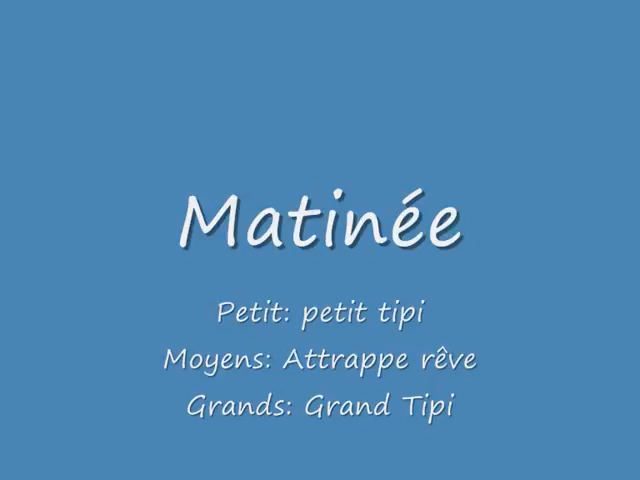 Matinée
Petit: petit tipi
Moyens: Attrappe rêve
Grands: Grand Tipi